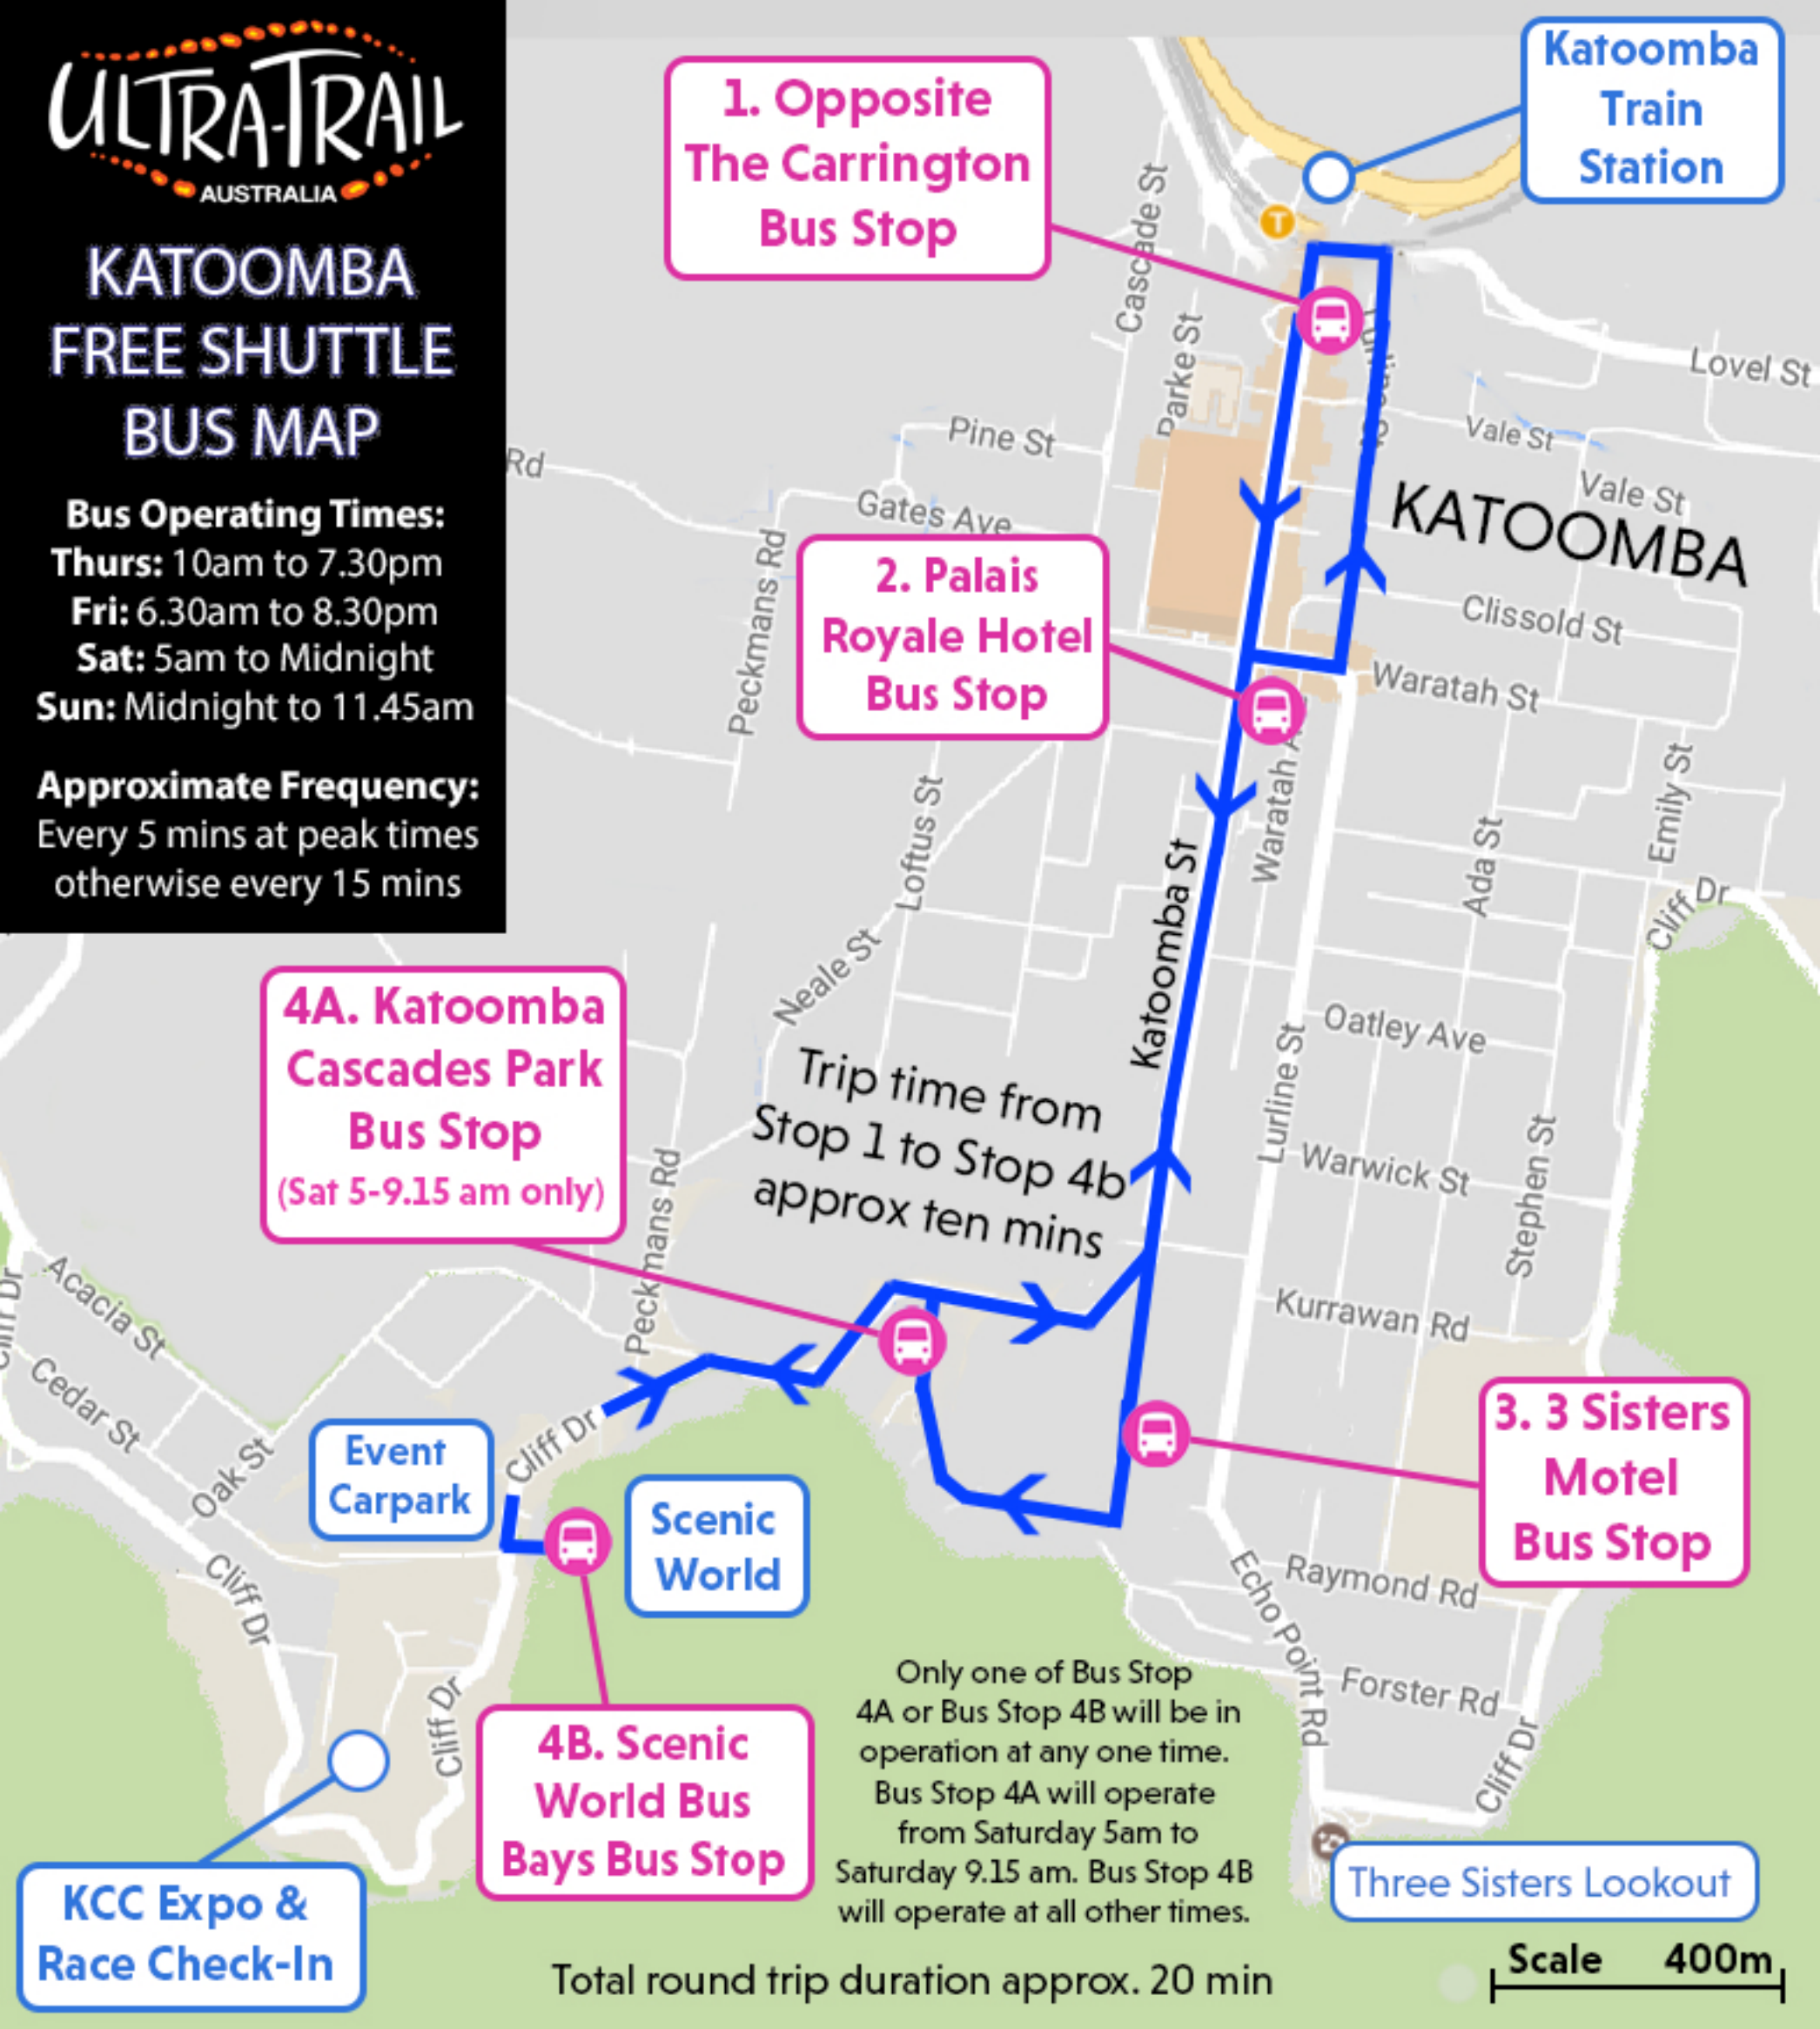 ULTRA-TRAIL
AUSTRALIA
KATOOMBA
FREE SHUTTLE
BUS MAP
Bus Operating Times:
Thurs: 10am to 7.30pm
Fri: 6.30am to 8.30pm
Sat: 5am to Midnight
Sun: Midnight to 11.45am
Approximate Frequency:
Every 5 mins at peak times
otherwise every 15 mins
1. Opposite
The Carrington
Bus Stop
Katoomba
Train
Station
T
Cascade St
Parke St
Lovel St
Pine St
Vale St
Rd
Vale St
Gates Ave
KATOOMBA
2. Palais
Royale Hotel
Bus Stop
Peckmans Rd
Clissold St
Waratah St
Waratah
Loftus St
Katoomba St
Ada St
Emily St
Cliff Dr
Neale St
4A. Katoomba
Cascades Park
Bus Stop
(Sat 5-9.15 am only)
Oatley Ave
Trip time from
Stop 1 to Stop 4b
approx ten mins
Lurline St
Warwick St
Stephen St
Peckmans Rd
Acacia St
Cliff Dr
Kurrawan Rd
Cedar St
Oak St
Event
Carpark
Cliff Dr
Scenic
World
3. 3 Sisters
Motel
Bus Stop
Cliff Dr
Echo Point Rd
Raymond Rd
Forster Rd
Cliff Dr
Cliff Dr
4B. Scenic
World Bus
Bays Bus Stop
Only one of Bus Stop
4A or Bus Stop 4B will be in
operation at any one time.
Bus Stop 4A will operate
from Saturday 5am to
Saturday 9.15 am. Bus Stop 4B
will operate at all other times.
Three Sisters Lookout
KCC Expo &
Race Check-In
Total round trip duration approx. 20 min
Scale 400m